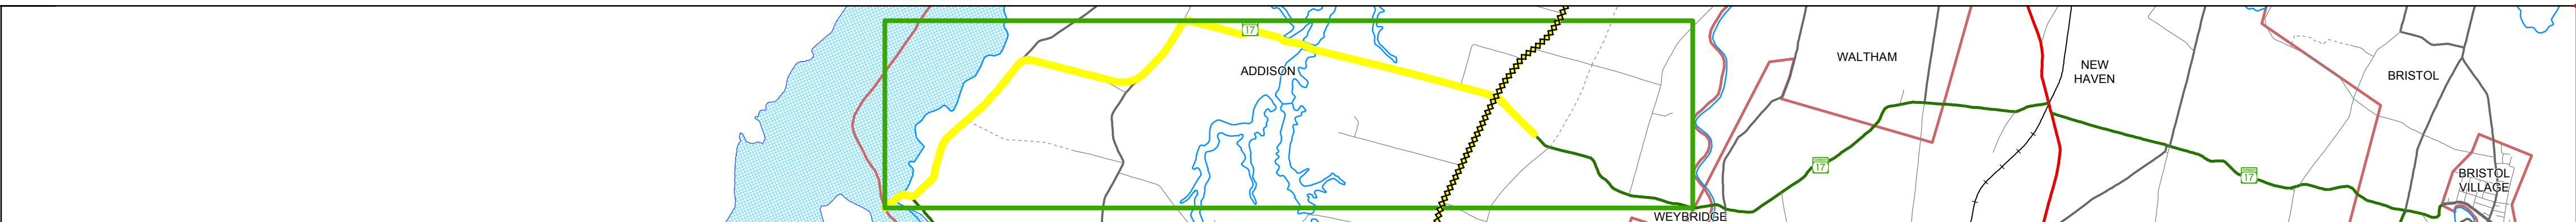 17
ADDISON
WALTHAM
NEW
HAVEN
BRISTOL
17
17
BRISTOL
VILLAGE
WEYBRIDGE